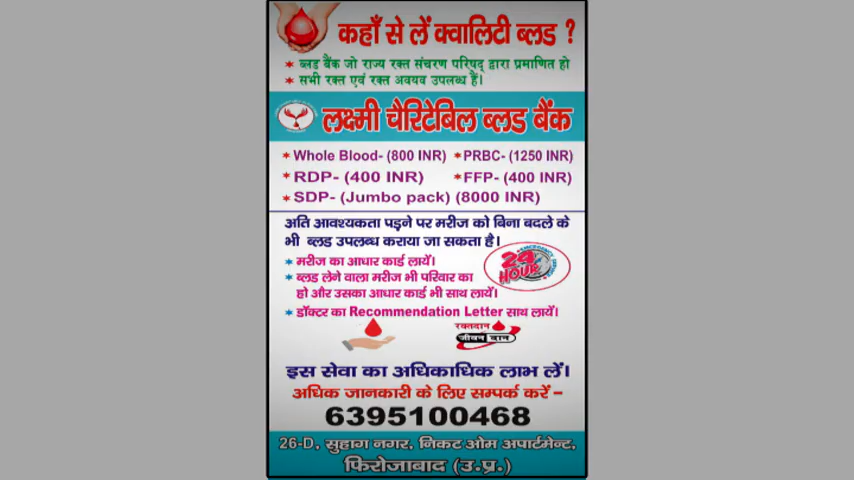 कहाँ से लें क्वालिटी ब्लड ?
* ब्लड बैंक जो राज्य रक्त संचरण परिषद् द्वारा प्रमाणित हो
* सभी रक्त एवं रक्त अवयव उपलब्ध हैं।
लक्ष्मी चैरिटेबिल ब्लड बैंक
* Whole Blood- (800 INR) * PRBC- (1250 INR)
* RDP- (400 INR) * FFP- (400 INR)
* SDP- (Jumbo pack) (8000 INR)
अति आवश्यकता पड़ने पर मरीज को बिना बदले के
भी ब्लड उपलब्ध कराया जा सकता है।
* मरीज का आधार कार्ड लायें।
* ब्लड लेने वाला मरीज भी परिवार का
हो और उसका आधार कार्ड भी साथ लायें।
24
HOUR
* डॉक्टर का Recommendation Letter साथ लायें।
रक्तदान
जीवन दान
इस सेवा का अधिकाधिक लाभ लें।
अधिक जानकारी के लिए सम्पर्क करें –
6395100468
26-D, सुहाग नगर, निकट ओम अपार्टमेन्ट,
फिरोजाबाद (उ.प्र.)